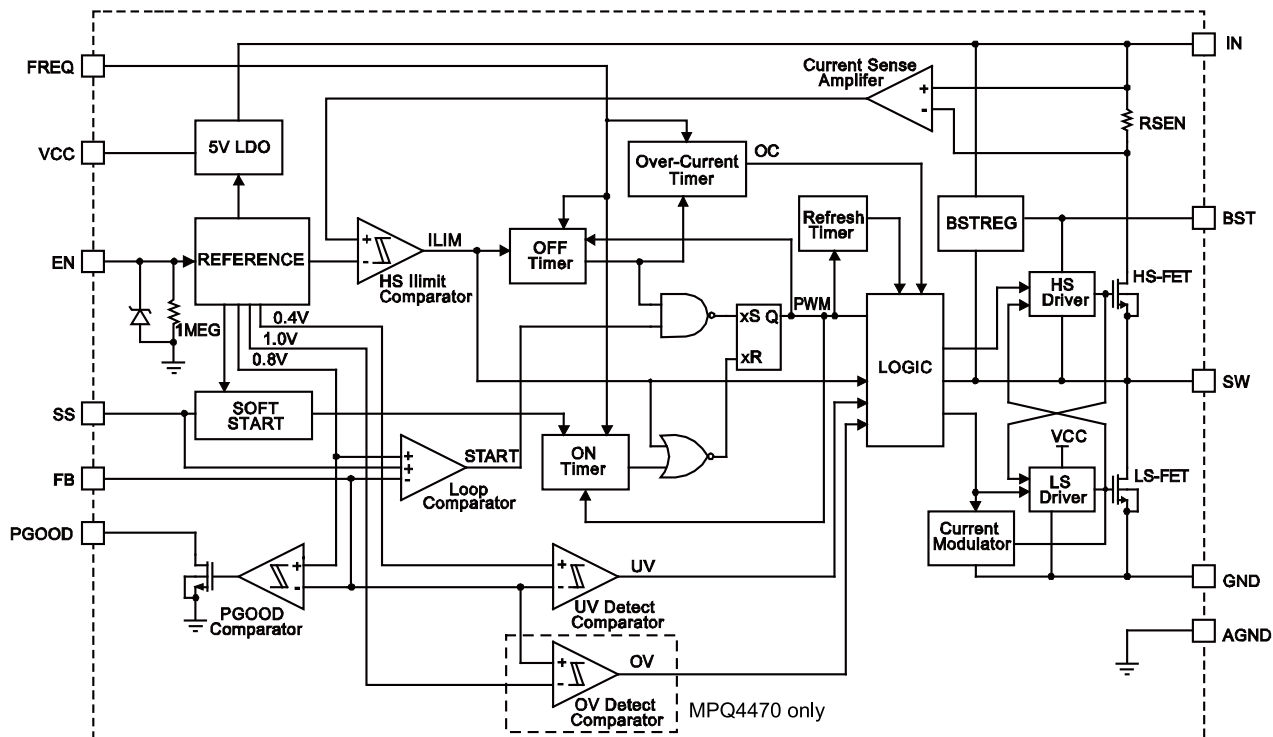 IN
FREQ
Current Sense
Amplifer
+
-
RSEN
5V LDO
VCC
Over-Current
Timer
OC
Refresh
Timer
BSTREG
BST
REFERENCE
EN
+
-
ILIM
HS Ilimit
Comparator
OFF
Timer
HS
Driver
HS-FET
1MEG
0.4V
1.0V
0.8V
xS Q
xR
PWM
LOGIC
SW
SS
SOFT
START
+
+
-
START
Loop
Comparator
ON
Timer
VCC
FB
LS
Driver
LS-FET
PGOOD
Current
Modulator
+
-
PGOOD
Comparator
+
-
UV
UV Detect
Comparator
GND
AGND
+
-
OV
OV Detect
Comparator
MPQ4470 only